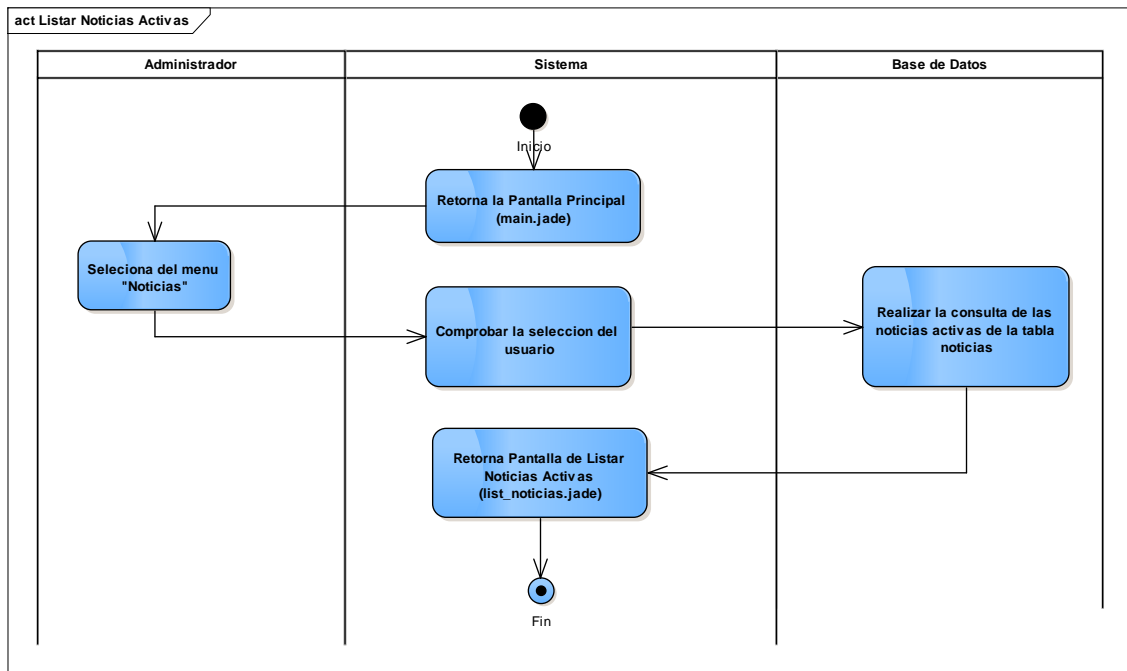 act Listar Noticias Activas
Administrador
Sistema
Base de Datos
Inicio
Retorna la Pantalla Principal
(main.jade)
Seleciona del menu
"Noticias"
Comprobar la seleccion del
usuario
Realizar la consulta de las
noticias activas de la tabla
noticias
Retorna Pantalla de Listar
Noticias Activas
(list_noticias.jade)
Fin